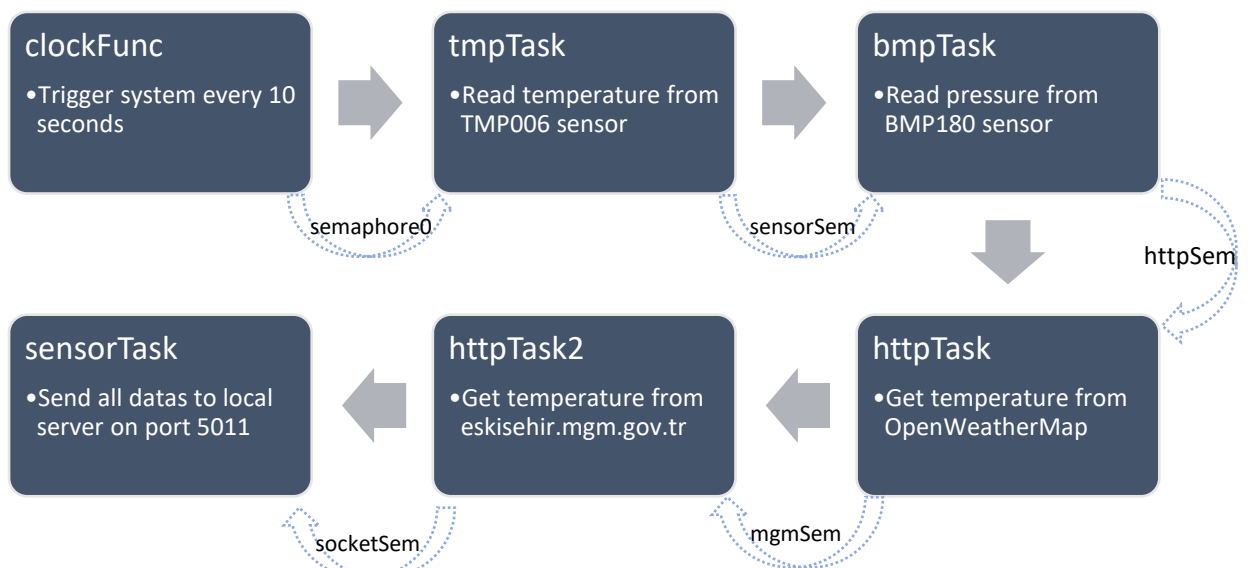 clockFunc
•Trigger system every 10
seconds
tmpTask
•Read temperature from
TMP006 sensor
bmpTask
•Read pressure from
BMP180 sensor
semaphore0
sensorSem
httpSem
sensorTask
•Send all datas to local
server on port 5011
httpTask2
•Get temperature from
eskisehir.mgm.gov.tr
httpTask
•Get temperature from
OpenWeatherMap
socketSem
mgmSem